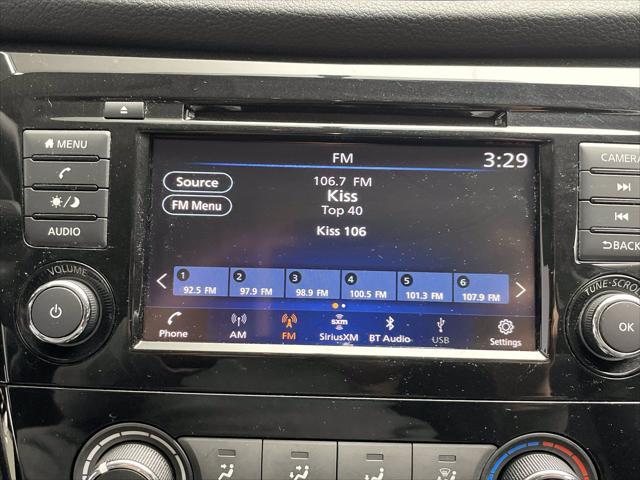 MENU
AUDIO
VOLUME
FM 3:29
Source
FM Menu
106.7 FM
Kiss
Top 40
Kiss 106
1 2 3 4 5 6
92.5 FM 97.9 FM 98.9 FM 100.5 FM 101.3 FM 107.9 FM
Phone AM FM SiriusXM BT Audio USB Settings
sxm
CAMERA
BACK
TUNE-SCROLL
OK